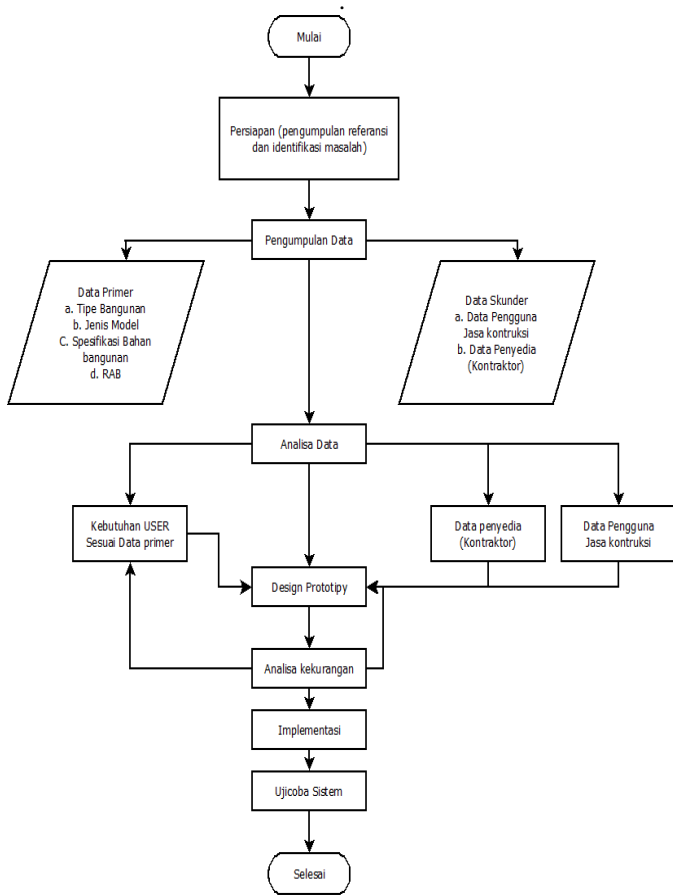 Mulai
Persiapan (pengumpulan referansi
dan identifikasi masalah)
Pengumpulan Data
Data Primer
a. Tipe Bangunan
b. Jenis Model
C. Spesifikasi Bahan
bangunan
d. RAB
Data Skunder
a. Data Pengguna
Jasa kontruksi
b. Data Penyedia
(Kontraktor)
Analisa Data
Kebutuhan USER
Sesuai Data primer
Data penyedia
(Kontraktor)
Data Pengguna
Jasa kontruksi
Design Prototipy
Analisa kekurangan
Implementasi
Ujicoba Sistem
Selesai